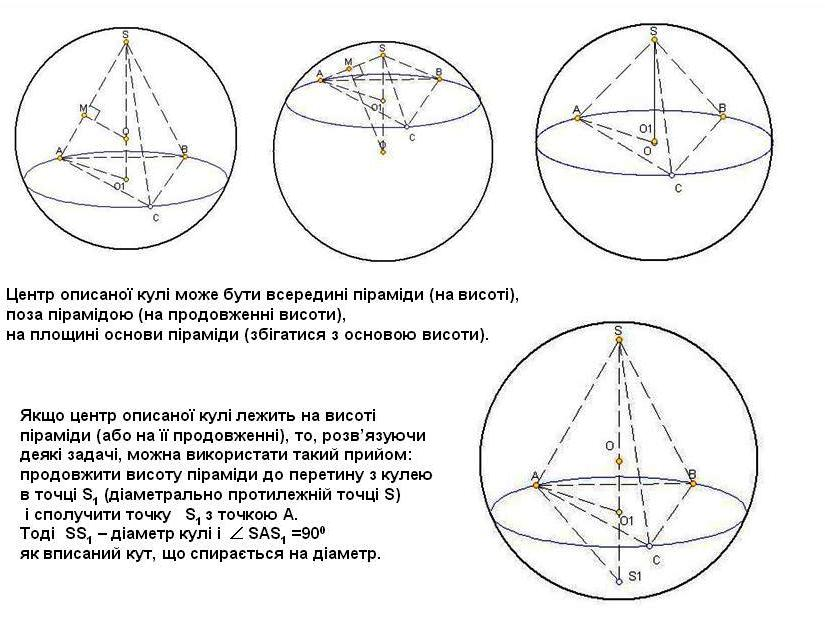 S
M
O
A
B
O1
C
S
M
A
B
O1
C
O
S
A
B
O1
O
C
Центр описаної кулі може бути всередині піраміди (на висоті),
поза пірамідою (на продовженні висоти),
на площині основи піраміди (збігатися з основою висоти).
Якщо центр описаної кулі лежить на висоті
піраміди (або на її продовженні), то, розв’язуючи
деякі задачі, можна використати такий прийом:
продовжити висоту піраміди до перетину з кулею
в точці S₁ (діаметрально протилежній точці S)
і сполучити точку S₁ з точкою А.
Тоді SS₁ – діаметр кулі і ∠ SAS₁ =90⁰
як вписаний кут, що спирається на діаметр.
S
O
A
B
O1
C
S1